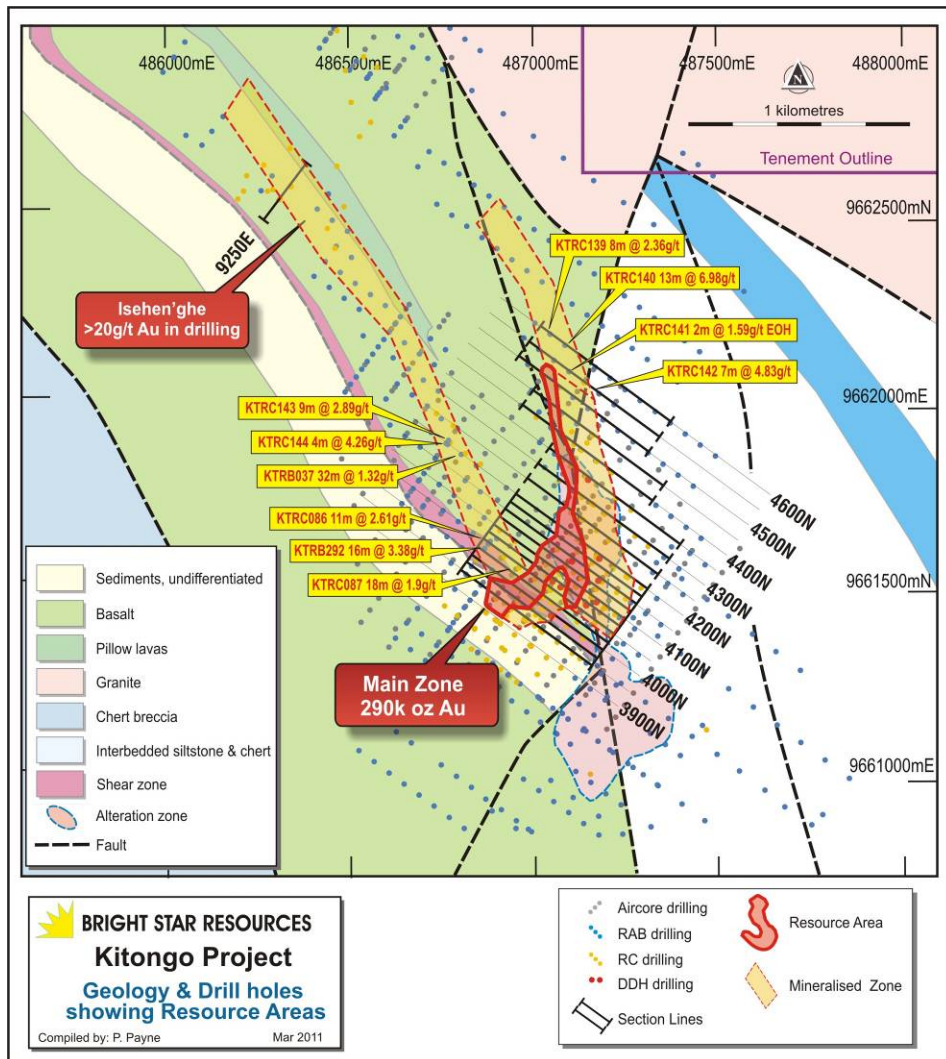 486000mE
486500mE
487000mE
487500mE
488000mE
N
1 kilometres
Tenement Outline
9662500mN
9250E
Isehen'ghe
>20g/t Au in drilling
KTRC139 8m @ 2.36g/t
KTRC140 13m @ 6.98g/t
KTRC141 2m @ 1.59g/t EOH
KTRC142 7m @ 4.83g/t
9662000mE
KTRC143 9m @ 2.89g/t
KTRC144 4m @ 4.26g/t
KTRB037 32m @ 1.32g/t
KTRC086 11m @ 2.61g/t
KTRB292 16m @ 3.38g/t
KTRC087 18m @ 1.9g/t
4600N
4500N
4400N
4300N
4200N
4100N
4000N
3900N
9661500mN
Main Zone
290k oz Au
9661000mE
Sediments, undifferentiated
Basalt
Pillow lavas
Granite
Chert breccia
Interbedded siltstone & chert
Shear zone
Alteration zone
Fault
BRIGHT STAR RESOURCES
Kitongo Project
Geology & Drill holes
showing Resource Areas
Compiled by: P. Payne Mar 2011
Aircore drilling
RAB drilling
RC drilling
DDH drilling
Section Lines
Resource Area
Mineralised Zone